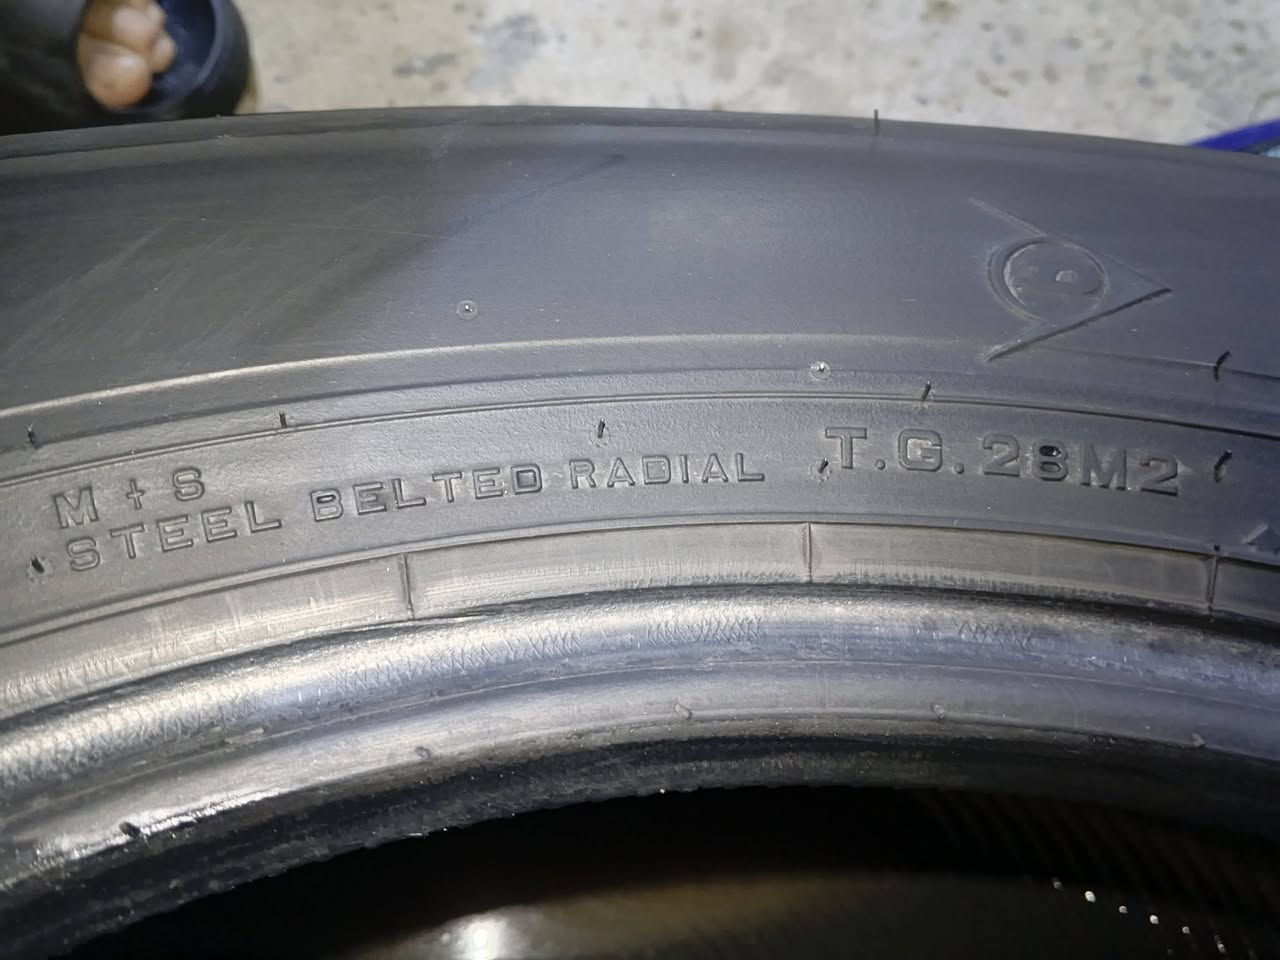 M + S
STEEL BELTED RADIAL
T.G. 28M2